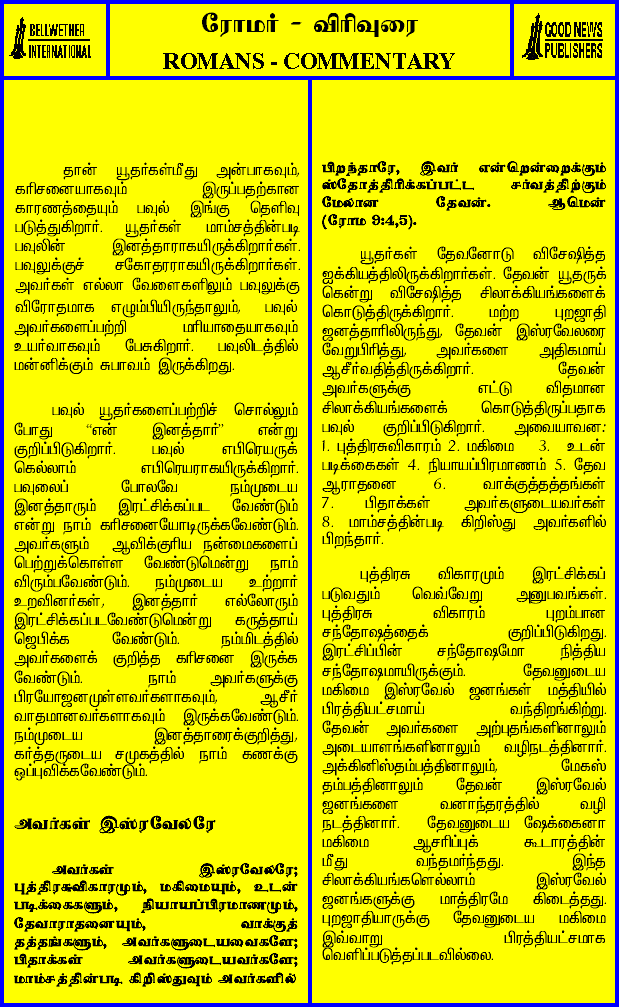 BELLWETHER
INTERNATIONAL
ரோமர் - விரிவுரை
ROMANS - COMMENTARY
GOOD NEWS
PUBLISHERS
தான் யூதர்கள்மீது அன்பாகவும்,
கரிசனையாகவும் இருப்பதற்கான
காரணத்தையும் பவுல் இங்கு தெளிவு
படுத்துகிறார். யூதர்கள் மாம்சத்தின்படி
பவுலின் இனத்தாராகயிருக்கிறார்கள்.
பவுலுக்குச் சகோதரராகயிருக்கிறார்கள்.
அவர்கள் எல்லா வேளைகளிலும் பவுலுக்கு
விரோதமாக எழும்பியிருந்தாலும், பவுல்
அவர்களைப்பற்றி மரியாதையாகவும்
உயர்வாகவும் பேசுகிறார். பவுலிடத்தில்
மன்னிக்கும் சுபாவம் இருக்கிறது.
பவுல் யூதர்களைப்பற்றிச் சொல்லும்
போது “என் இனத்தார்” என்று
குறிப்பிடுகிறார். பவுல் எபிரெயருக்
கெல்லாம் எபிரெயராகயிருக்கிறார்.
பவுலைப் போலவே நம்முடைய
இனத்தாரும் இரட்சிக்கப்பட வேண்டும்
என்று நாம் கரிசனையோடிருக்கவேண்டும்.
அவர்களும் ஆவிக்குரிய நன்மைகளைப்
பெற்றுக்கொள்ள வேண்டுமென்று நாம்
விரும்பவேண்டும். நம்முடைய உற்றார்
உறவினர்கள், இனத்தார் எல்லோரும்
இரட்சிக்கப்படவேண்டுமென்று கருத்தாய்
ஜெபிக்க வேண்டும். நம்மிடத்தில்
அவர்களைக் குறித்த கரிசனை இருக்க
வேண்டும். நாம் அவர்களுக்கு
பிரயோஜனமுள்ளவர்களாகவும், ஆசீர்
வாதமானவர்களாகவும் இருக்கவேண்டும்.
நம்முடைய இனத்தாரைக்குறித்து,
கர்த்தருடைய சமுகத்தில் நாம் கணக்கு
ஒப்புவிக்கவேண்டும்.
அவர்கள் இஸ்ரவேலரே
அவர்கள் இஸ்ரவேலரே;
புத்திரசுவிகாரமும், மகிமையும், உடன்
படிக்கைகளும், நியாயப்பிரமாணமும்,
தேவாராதனையும், வாக்குத்
தத்தங்களும், அவர்களுடையவைகளே;
பிதாக்கள் அவர்களுடையவர்களே;
மாம்சத்தின்படி கிறிஸ்துவும் அவர்களில்
பிறந்தாரே, இவர் என்றென்றைக்கும்
ஸ்தோத்திரிக்கப்பட்ட சர்வத்திற்கும்
மேலான தேவன். ஆமென்
(ரோம 9:4,5).
யூதர்கள் தேவனோடு விசேஷித்த
ஐக்கியத்திலிருக்கிறார்கள். தேவன் யூதருக்
கென்று விசேஷித்த சிலாக்கியங்களைக்
கொடுத்திருக்கிறார். மற்ற புறஜாதி
ஜனத்தாரிலிருந்து, தேவன் இஸ்ரவேலரை
வேறுபிரித்து, அவர்களை அதிகமாய்
ஆசீர்வதித்திருக்கிறார். தேவன்
அவர்களுக்கு எட்டு விதமான
சிலாக்கியங்களைக் கொடுத்திருப்பதாக
பவுல் குறிப்பிடுகிறார். அவையாவன:
1. புத்திரசுவிகாரம் 2. மகிமை 3. உடன்
படிக்கைகள் 4. நியாயப்பிரமாணம் 5. தேவ
ஆராதனை 6. வாக்குத்தத்தங்கள்
7. பிதாக்கள் அவர்களுடையவர்கள்
8. மாம்சத்தின்படி கிறிஸ்து அவர்களில்
பிறந்தார்.
புத்திரசு விகாரமும் இரட்சிக்கப்
படுவதும் வெவ்வேறு அனுபவங்கள்.
புத்திரசு விகாரம் புறம்பான
சந்தோஷத்தைக் குறிப்பிடுகிறது.
இரட்சிப்பின் சந்தோஷமோ நித்திய
சந்தோஷமாயிருக்கும். தேவனுடைய
மகிமை இஸ்ரவேல் ஜனங்கள் மத்தியில்
பிரத்தியட்சமாய் வந்திறங்கிற்று.
தேவன் அவர்களை அற்புதங்களினாலும்
அடையாளங்களினாலும் வழிநடத்தினார்.
அக்கினிஸ்தம்பத்தினாலும், மேகஸ்
தம்பத்தினாலும் தேவன் இஸ்ரவேல்
ஜனங்களை வனாந்தரத்தில் வழி
நடத்தினார். தேவனுடைய ஷேக்கைனா
மகிமை ஆசரிப்புக் கூடாரத்தின்
மீது வந்தமர்ந்தது. இந்த
சிலாக்கியங்களெல்லாம் இஸ்ரவேல்
ஜனங்களுக்கு மாத்திரமே கிடைத்தது.
புறஜாதியாருக்கு தேவனுடைய மகிமை
இவ்வாறு பிரத்தியட்சமாக
வெளிப்படுத்தப்படவில்லை.